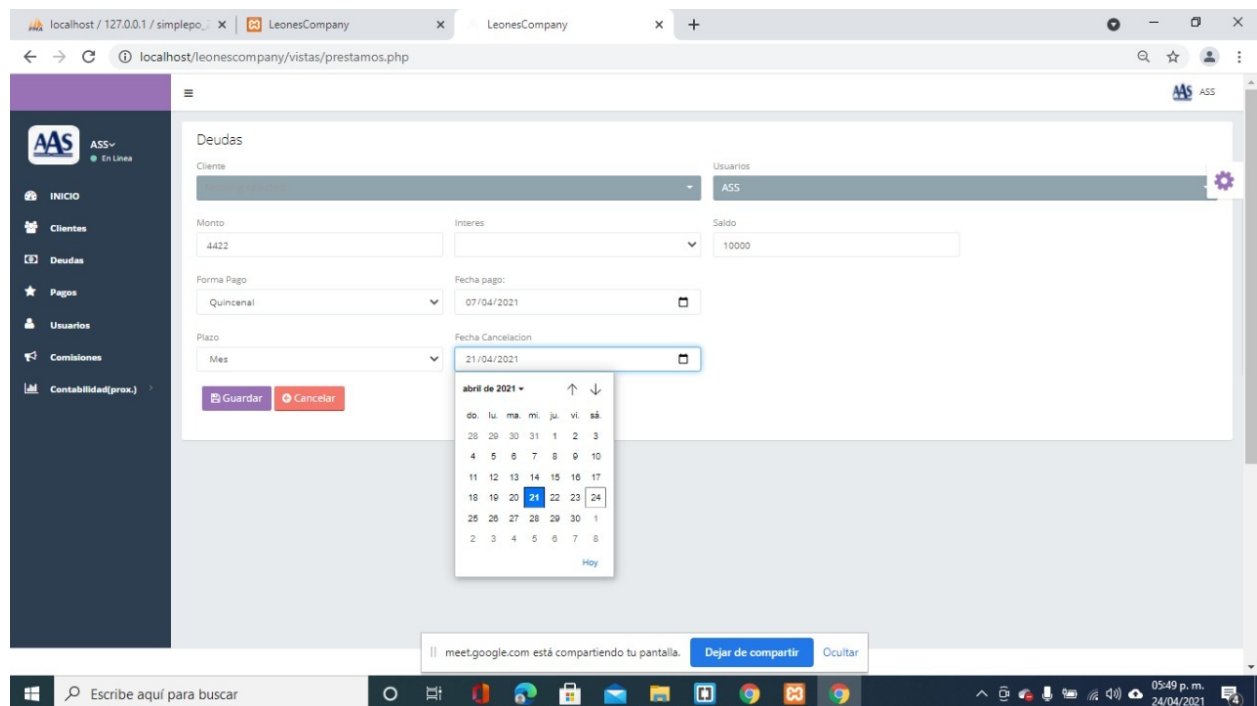 localhost / 127.0.0.1 / simplepo_
LeonesCompany
LeonesCompany
localhost/leonescompany/vistas/prestamos.php
AAS ASS
AAS
ASS
En Linea
INICIO
Clientes
Deudas
Pagos
Usuarios
Comisiones
Contabilidad(prox.)
Deudas
Cliente
Usuarios
ASS
Monto
Interes
Saldo
4422
10000
Forma Pago
Fecha pago:
Quincenal
07/04/2021
Plazo
Fecha Cancelacion
Mes
21/04/2021
Guardar
Cancelar
abril de 2021
do. lu. ma. mi. ju. vi. sá.
28 29 30 31 1 2 3
4 5 6 7 8 9 10
11 12 13 14 15 16 17
18 19 20 21 22 23 24
25 26 27 28 29 30 1
2 3 4 5 6 7 8
Hoy
meet.google.com está compartiendo tu pantalla.
Dejar de compartir
Ocultar
Escribe aquí para buscar
05:49 p. m.
24/04/2021
4